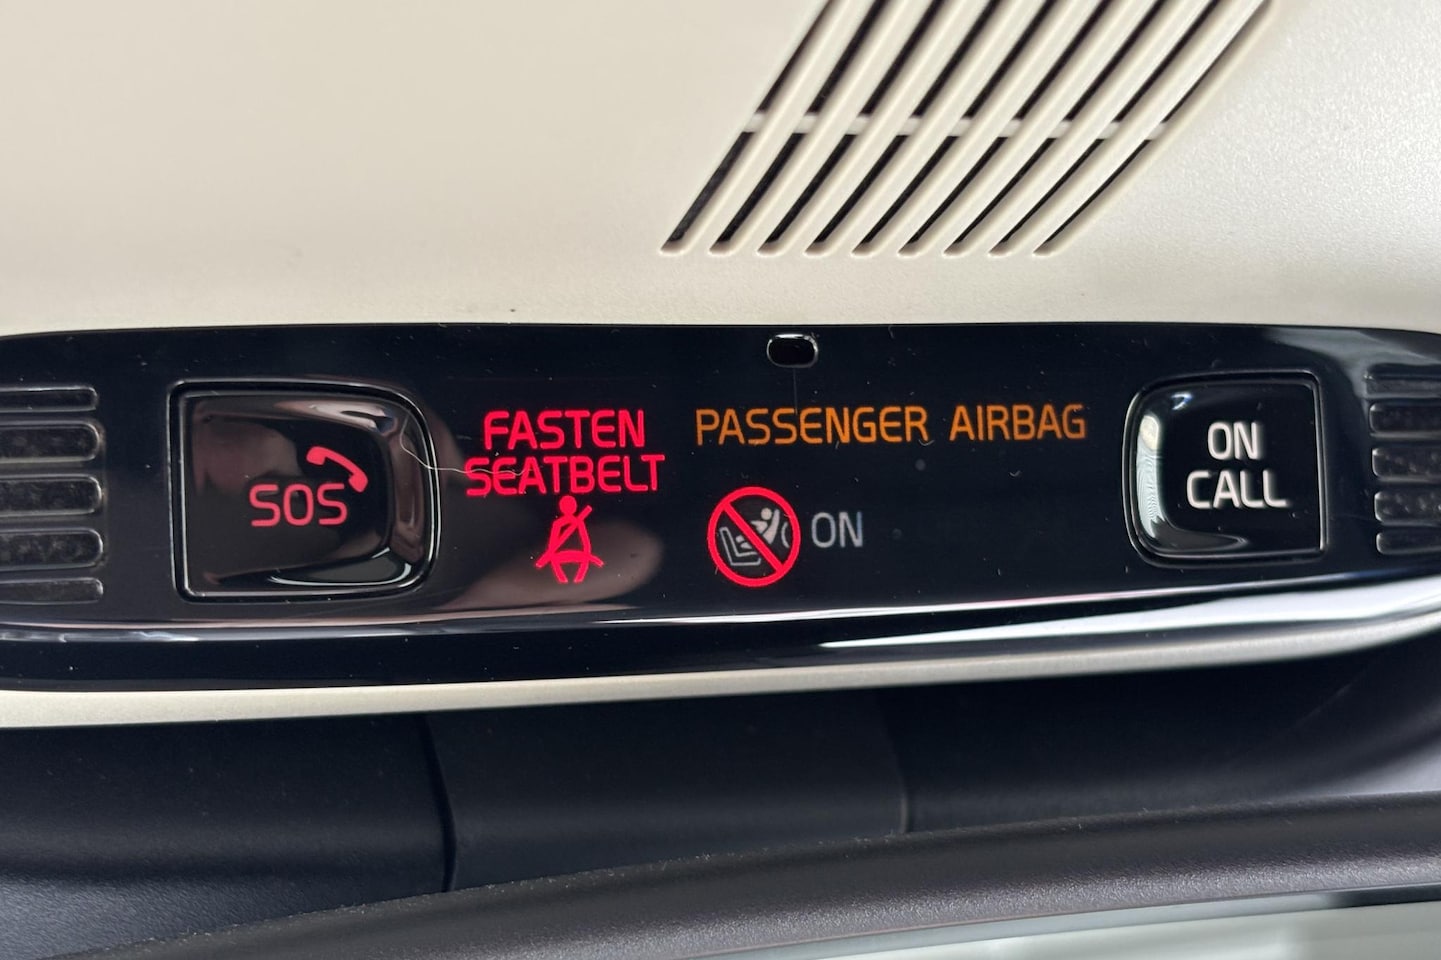 SOS
FASTEN
SEATBELT
PASSENGER AIRBAG
ON
ON
CALL